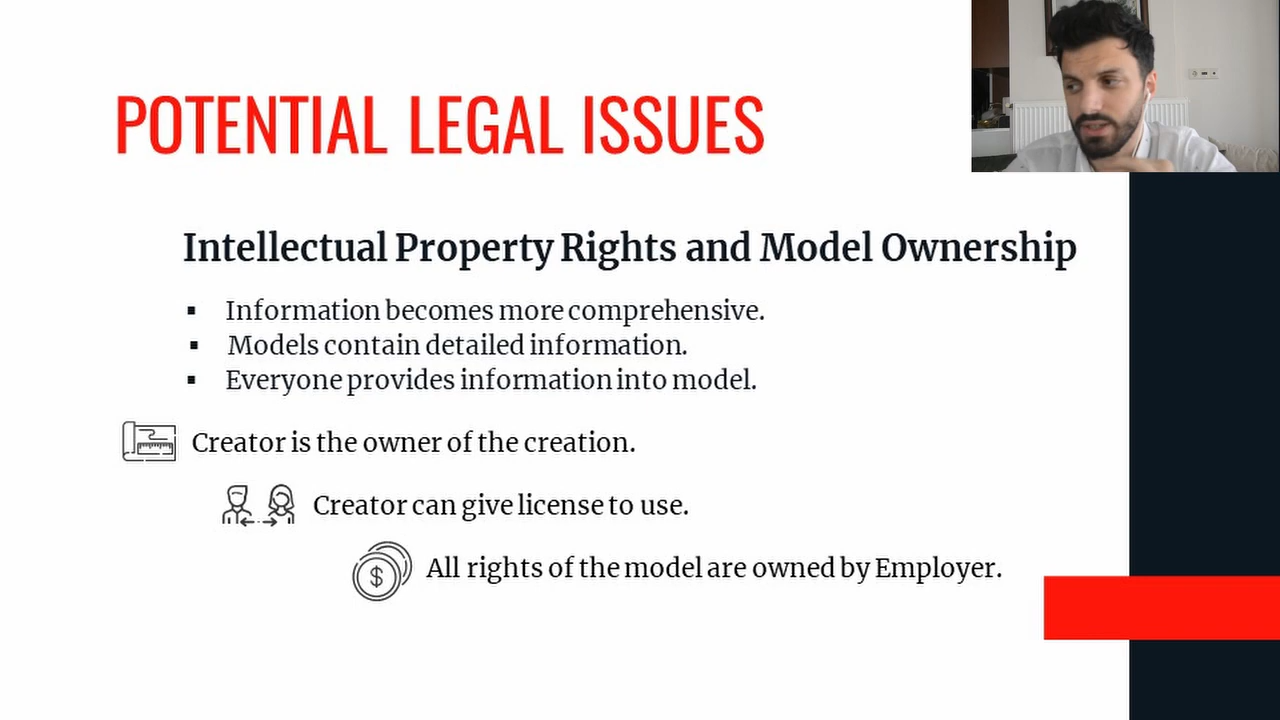 POTENTIAL LEGAL ISSUES
Intellectual Property Rights and Model Ownership
▪ Information becomes more comprehensive.
▪ Models contain detailed information.
▪ Everyone provides information into model.
Creator is the owner of the creation.
Creator can give license to use.
$ All rights of the model are owned by Employer.